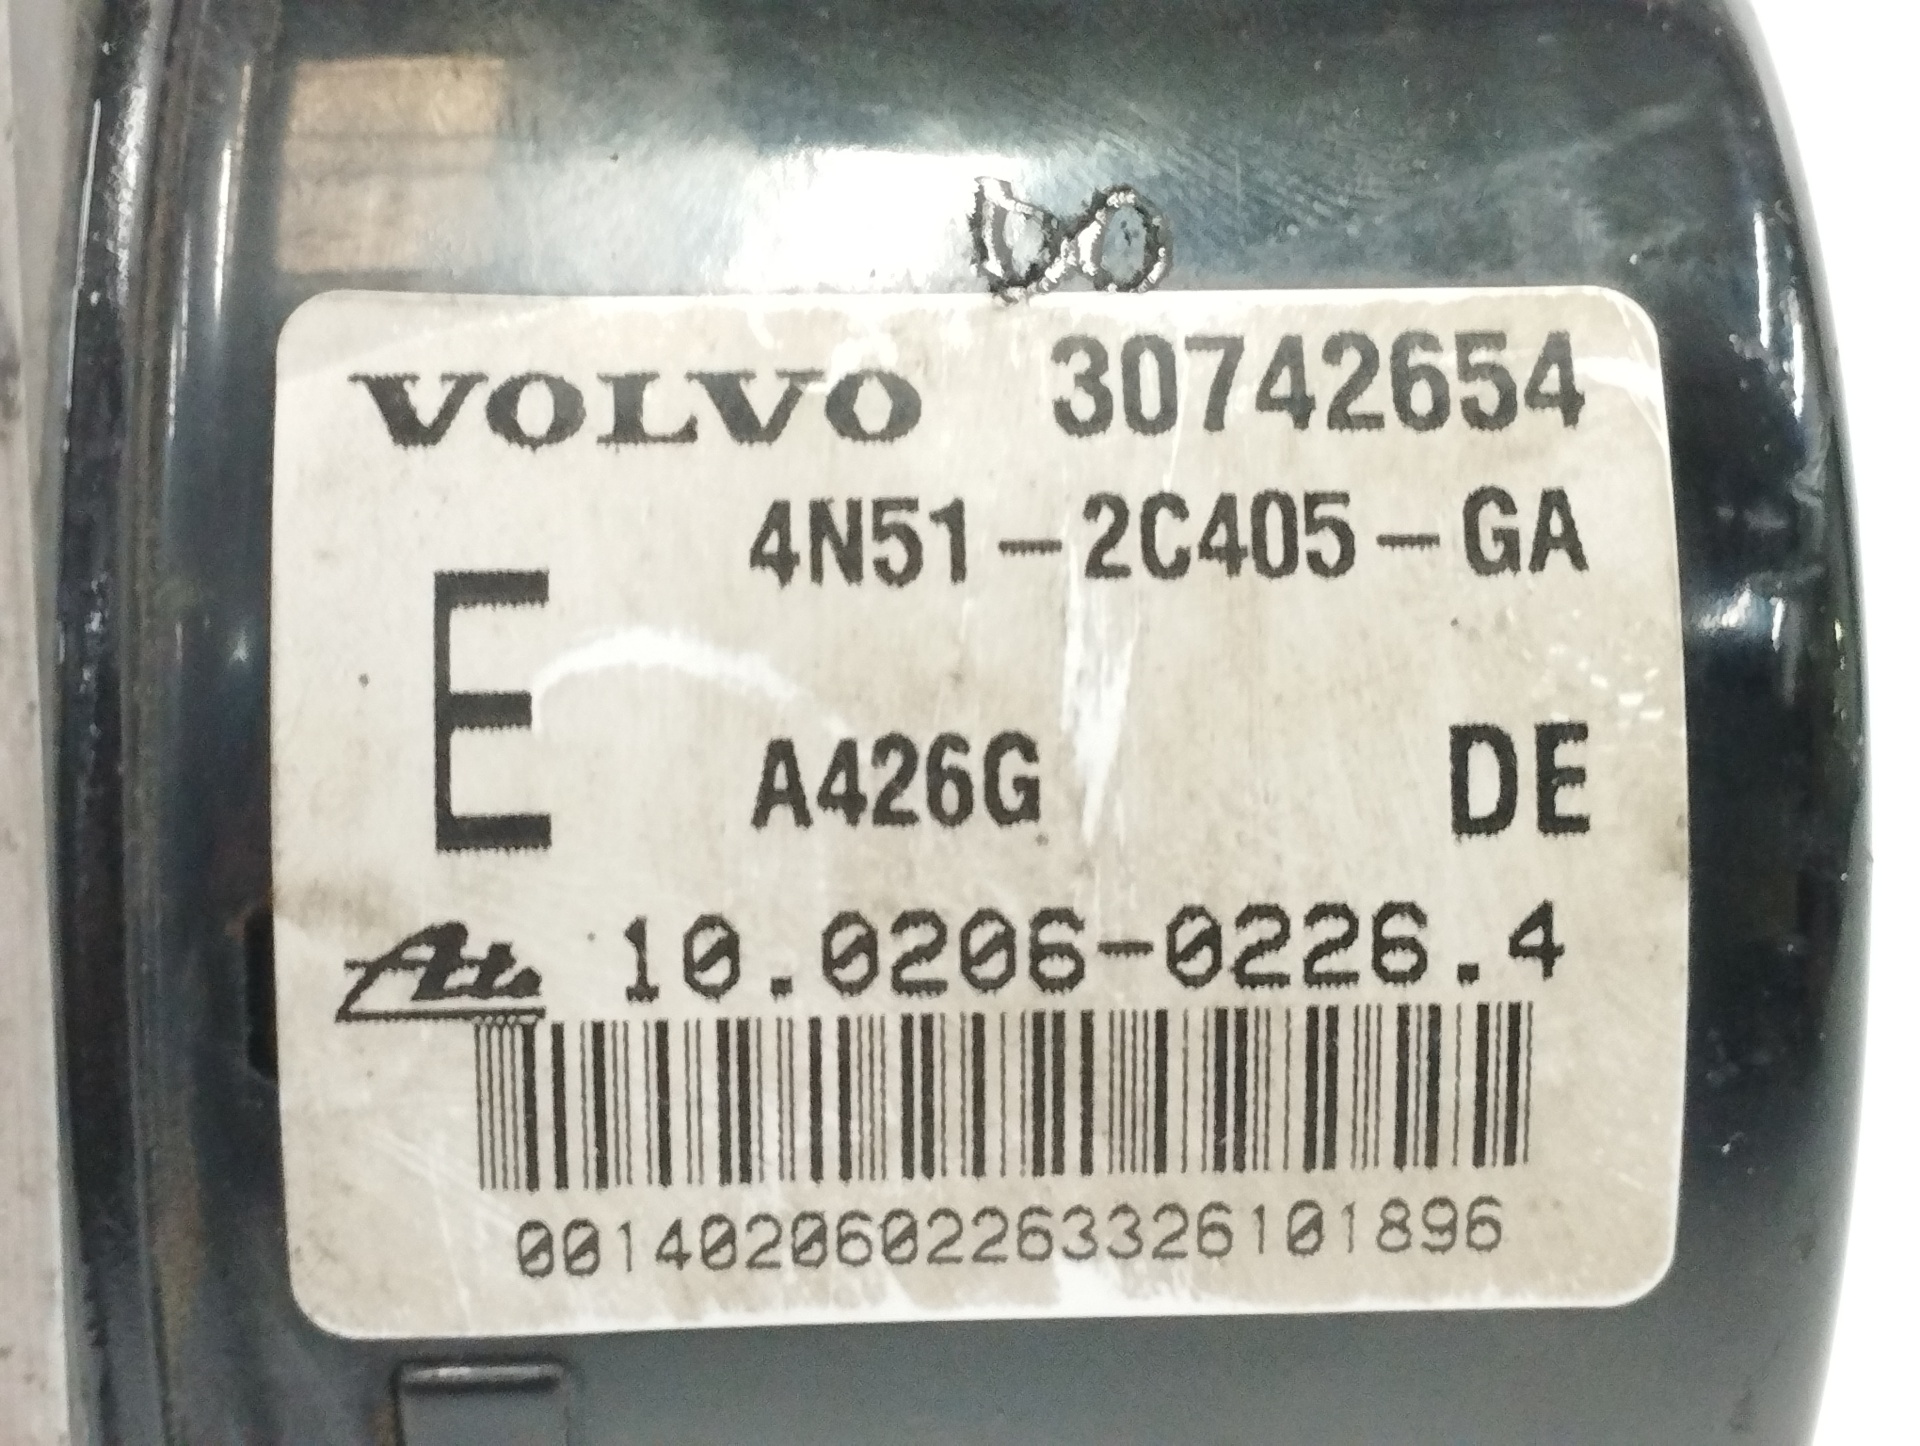 VOLVO 30742654
4N51-2C405-GA
E
A426G DE
Ate 10.0206-0226.4
0014020602263326101896